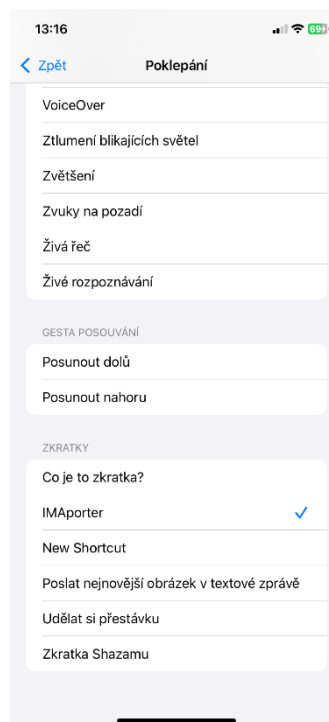 13:16
69
Zpět
Poklepání
VoiceOver
Ztlumení blikajících světel
Zvětšení
Zvuky na pozadí
Živá řeč
Živé rozpoznávání
GESTA POSOUVÁNÍ
Posunout dolů
Posunout nahoru
ZKRATKY
Co je to zkratka?
IMAporter
New Shortcut
Poslat nejnovější obrázek v textové zprávě
Udělat si přestávku
Zkratka Shazamu